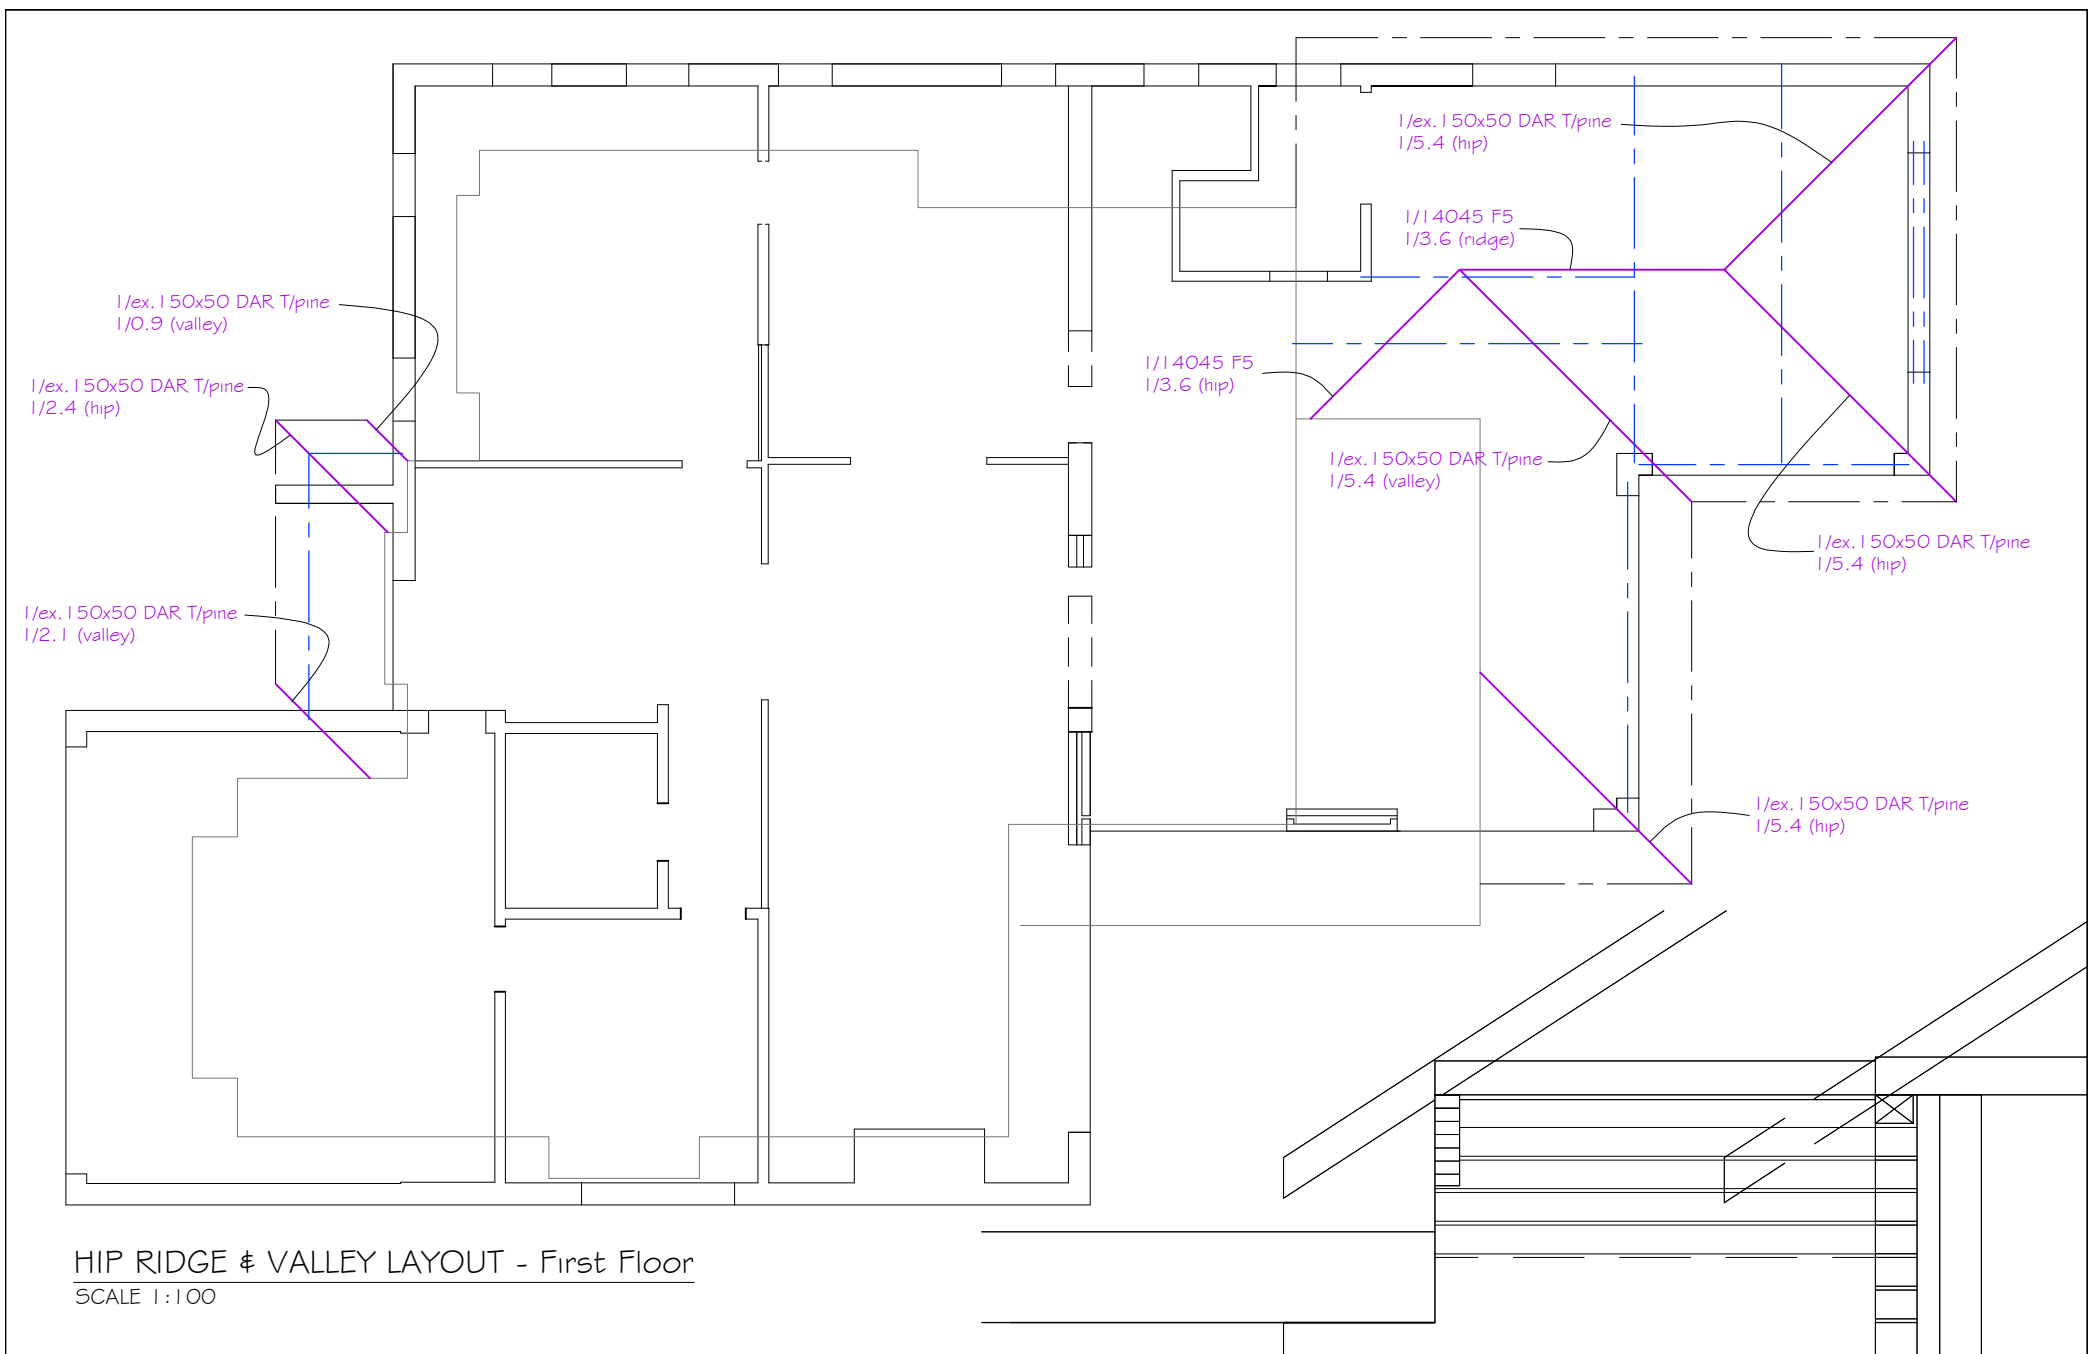 1/ex.150x50 DAR T/pine
1/5.4 (hip)
1/14045 F5
1/3.6 (ridge)
1/ex.150x50 DAR T/pine
1/0.9 (valley)
1/ex.150x50 DAR T/pine
1/2.4 (hip)
1/14045 F5
1/3.6 (hip)
1/ex.150x50 DAR T/pine
1/5.4 (valley)
1/ex.150x50 DAR T/pine
1/5.4 (hip)
1/ex.150x50 DAR T/pine
1/2.1 (valley)
1/ex.150x50 DAR T/pine
1/5.4 (hip)
HIP RIDGE & VALLEY LAYOUT - First Floor
SCALE 1:100